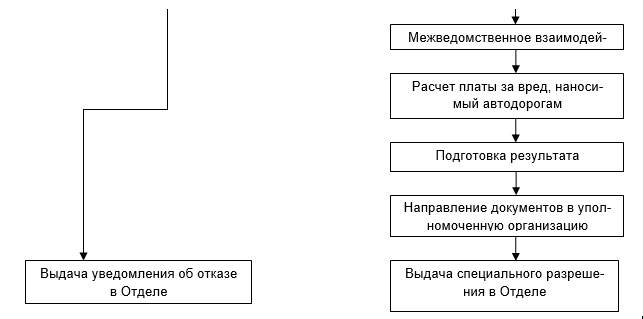 Межведомственное взаимодей-
Расчет платы за вред, наноси-
мый автодорогам
Подготовка результата
Направление документов в упол-
номоченную организацию
Выдача уведомления об отказе
в Отделе
Выдача специального разреше-
ния в Отделе